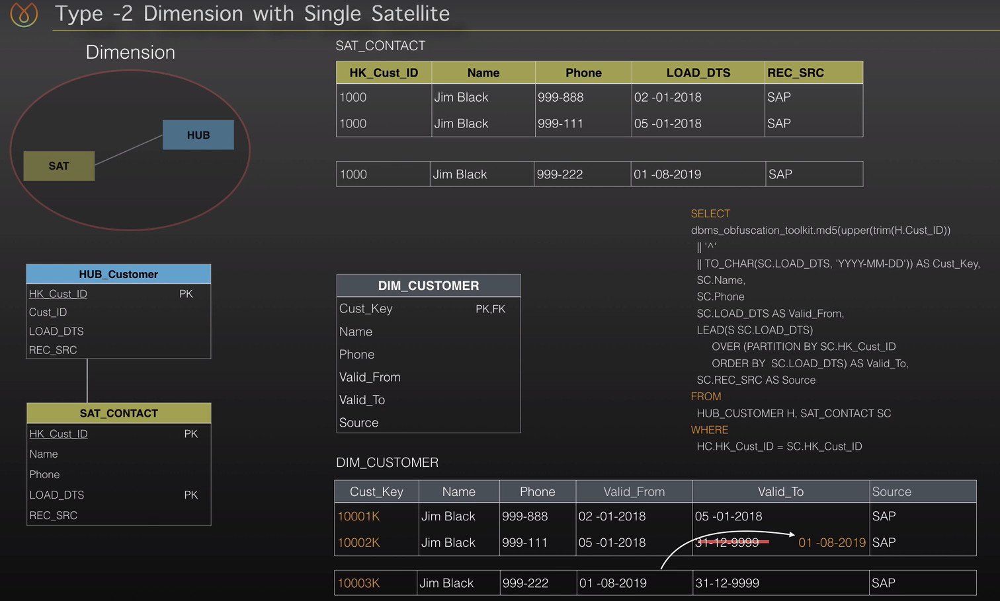 Type -2 Dimension with Single Satellite
Dimension
HUB
SAT
SAT_CONTACT
HK_Cust_ID Name Phone LOAD_DTS REC_SRC
1000 Jim Black 999-888 02 -01-2018 SAP
1000 Jim Black 999-111 05 -01-2018 SAP
1000 Jim Black 999-222 01 -08-2019 SAP
HUB_Customer
HK_Cust_ID PK
Cust_ID
LOAD_DTS
REC_SRC
SAT_CONTACT
HK_Cust_ID PK
Name
Phone
LOAD_DTS PK
REC_SRC
DIM_CUSTOMER
Cust_Key PK,FK
Name
Phone
Valid_From
Valid_To
Source
SELECT
dbms_obfuscation_toolkit.md5(upper(trim(H.Cust_ID))
|| '^'
|| TO_CHAR(SC.LOAD_DTS, 'YYYY-MM-DD')) AS Cust_Key,
SC.Name,
SC.Phone
SC.LOAD_DTS AS Valid_From,
LEAD(S SC.LOAD_DTS)
OVER (PARTITION BY SC.HK_Cust_ID
ORDER BY SC.LOAD_DTS) AS Valid_To,
SC.REC_SRC AS Source
FROM
HUB_CUSTOMER H, SAT_CONTACT SC
WHERE
HC.HK_Cust_ID = SC.HK_Cust_ID
DIM_CUSTOMER
Cust_Key Name Phone Valid_From Valid_To Source
10001K Jim Black 999-888 02 -01-2018 05 -01-2018 SAP
10002K Jim Black 999-111 05 -01-2018 31-12-9999 01 -08-2019 SAP
10003K Jim Black 999-222 01 -08-2019 31-12-9999 SAP